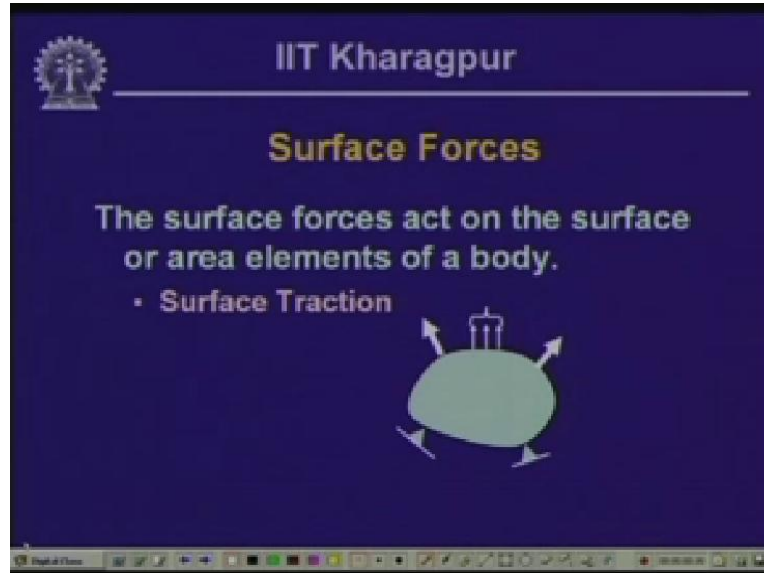 IIT Kharagpur
Surface Forces
The surface forces act on the surface
or area elements of a body.
• Surface Traction